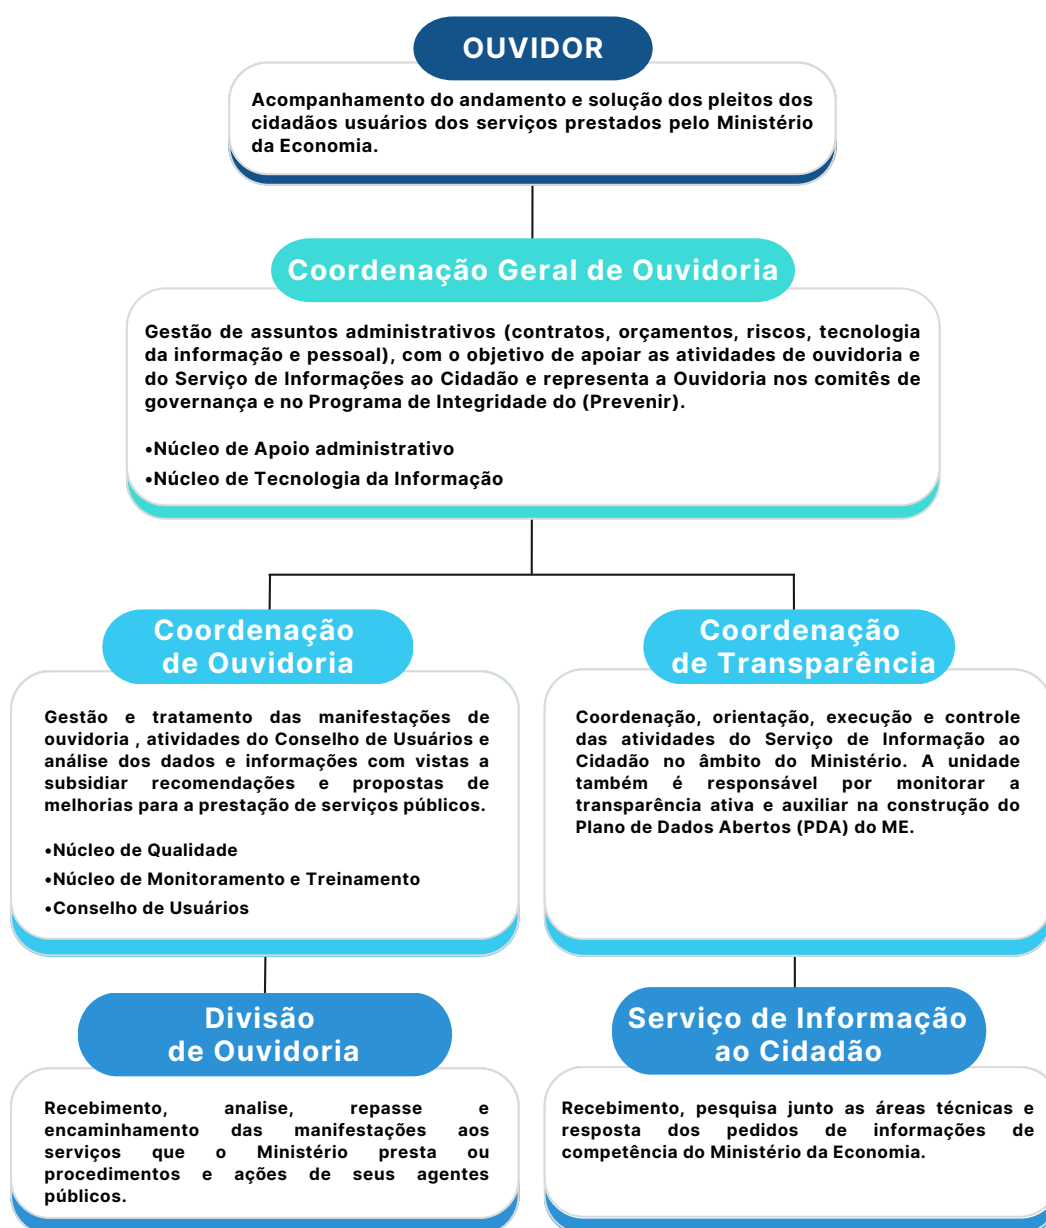 OUVIDOR
Acompanhamento do andamento e solução dos pleitos dos
cidadãos usuários dos serviços prestados pelo Ministério
da Economia.
Coordenação Geral de Ouvidoria
Gestão de assuntos administrativos (contratos, orçamentos, riscos, tecnologia
da informação e pessoal), com o objetivo de apoiar as atividades de ouvidoria e
do Serviço de Informações ao Cidadão e representa a Ouvidoria nos comitês de
governança e no Programa de Integridade do (Prevenir).
•Núcleo de Apoio administrativo
•Núcleo de Tecnologia da Informação
Coordenação
de Ouvidoria
Gestão e tratamento das manifestações de
ouvidoria , atividades do Conselho de Usuários e
análise dos dados e informações com vistas a
subsidiar recomendações e propostas de
melhorias para a prestação de serviços públicos.
•Núcleo de Qualidade
•Núcleo de Monitoramento e Treinamento
•Conselho de Usuários
Coordenação
de Transparência
Coordenação, orientação, execução e controle
das atividades do Serviço de Informação ao
Cidadão no âmbito do Ministério. A unidade
também é responsável por monitorar a
transparência ativa e auxiliar na construção do
Plano de Dados Abertos (PDA) do ME.
Divisão
de Ouvidoria
Recebimento, analise, repasse e
encaminhamento das manifestações aos
serviços que o Ministério presta ou
procedimentos e ações de seus agentes
públicos.
Serviço de Informação
ao Cidadão
Recebimento, pesquisa junto as áreas técnicas e
resposta dos pedidos de informações de
competência do Ministério da Economia.